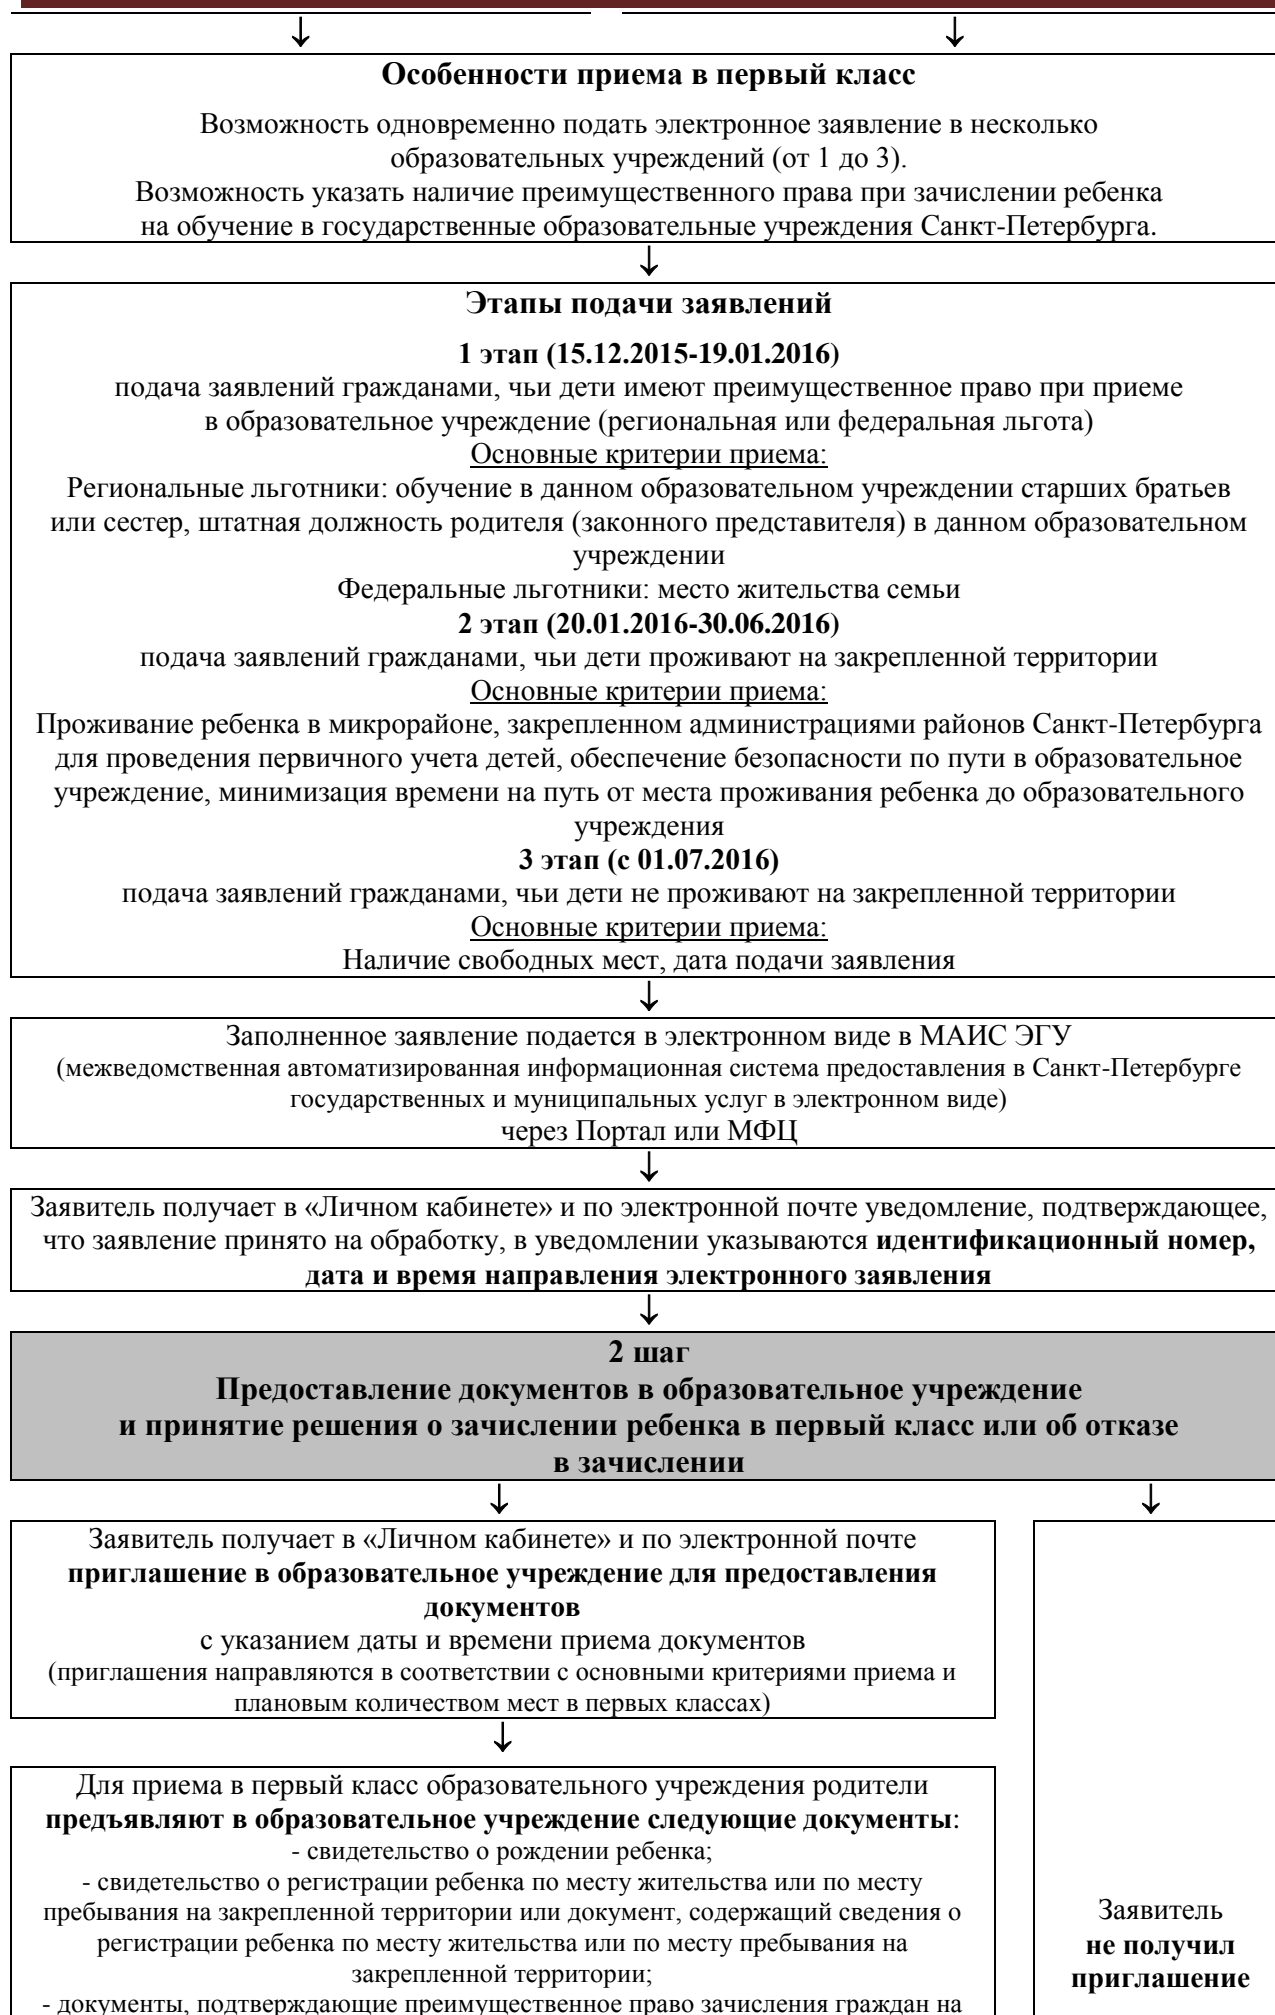 Особенности приема в первый класс
Возможность одновременно подать электронное заявление в несколько
образовательных учреждений (от 1 до 3).
Возможность указать наличие преимущественного права при зачислении ребенка
на обучение в государственные образовательные учреждения Санкт-Петербурга.
Этапы подачи заявлений
1 этап (15.12.2015-19.01.2016)
подача заявлений гражданами, чьи дети имеют преимущественное право при приеме
в образовательное учреждение (региональная или федеральная льгота)
Основные критерии приема:
Региональные льготники: обучение в данном образовательном учреждении старших братьев
или сестер, штатная должность родителя (законного представителя) в данном образовательном
учреждении
Федеральные льготники: место жительства семьи
2 этап (20.01.2016-30.06.2016)
подача заявлений гражданами, чьи дети проживают на закрепленной территории
Основные критерии приема:
Проживание ребенка в микрорайоне, закрепленном администрациями районов Санкт-Петербурга
для проведения первичного учета детей, обеспечение безопасности по пути в образовательное
учреждение, минимизация времени на путь от места проживания ребенка до образовательного
учреждения
3 этап (с 01.07.2016)
подача заявлений гражданами, чьи дети не проживают на закрепленной территории
Основные критерии приема:
Наличие свободных мест, дата подачи заявления
Заполненное заявление подается в электронном виде в МАИС ЭГУ
(межведомственная автоматизированная информационная система предоставления в Санкт-Петербурге
государственных и муниципальных услуг в электронном виде)
через Портал или МФЦ
Заявитель получает в «Личном кабинете» и по электронной почте уведомление, подтверждающее,
что заявление принято на обработку, в уведомлении указываются идентификационный номер,
дата и время направления электронного заявления
2 шаг
Предоставление документов в образовательное учреждение
и принятие решения о зачислении ребенка в первый класс или об отказе
в зачислении
Заявитель получает в «Личном кабинете» и по электронной почте
приглашение в образовательное учреждение для предоставления
документов
с указанием даты и времени приема документов
(приглашения направляются в соответствии с основными критериями приема и
плановым количеством мест в первых классах)
Для приема в первый класс образовательного учреждения родители
предъявляют в образовательное учреждение следующие документы:
- свидетельство о рождении ребенка;
- свидетельство о регистрации ребенка по месту жительства или по месту
пребывания на закрепленной территории или документ, содержащий сведения о
регистрации ребенка по месту жительства или по месту пребывания на
закрепленной территории;
- документы, подтверждающие преимущественное право зачисления граждан на
Заявитель
не получил
приглашение